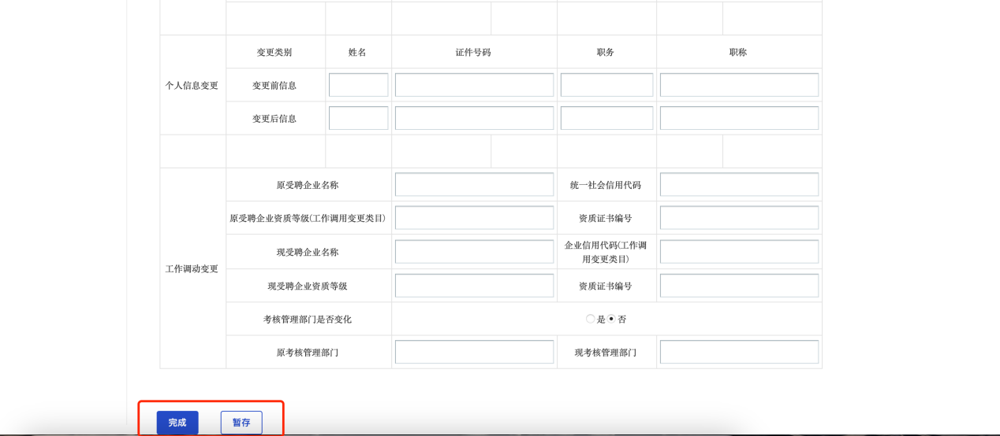 变更类别 姓名 证件号码 职务 职称
个人信息变更 变更前信息
变更后信息
原受聘企业名称 统一社会信用代码
原受聘企业资质等级(工作调用变更类目) 资质证书编号
现受聘企业名称 企业信用代码(工作调
用变更类目)
工作调动变更
现受聘企业资质等级 资质证书编号
考核管理部门是否变化 是 否
原考核管理部门 现考核管理部门
完成 暂存